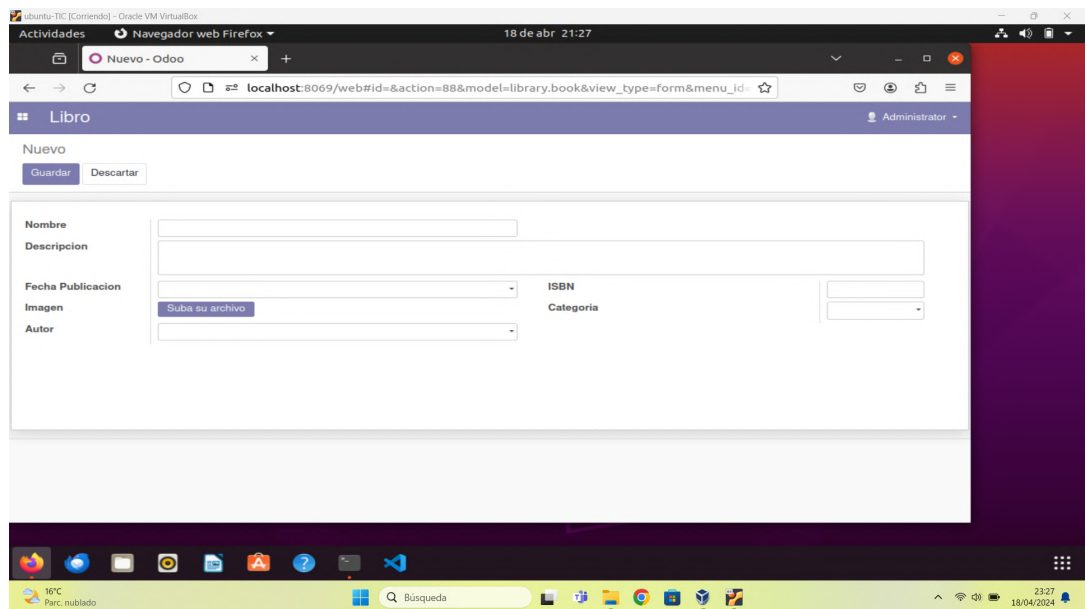 ubuntu-TIC [Corriendo] - Oracle VM VirtualBox
Actividades Navegador web Firefox 18 de abr 21:27
Nuevo - Odoo
localhost:8069/web#id=&action=88&model=library.book&view_type=form&menu_id=
Libro Administrator
Nuevo
Guardar Descartar
Nombre
Descripcion
Fecha Publicacion ISBN
Imagen Suba su archivo Categoria
Autor
16°C
Parc. nublado
Búsqueda
23:27
18/04/2024